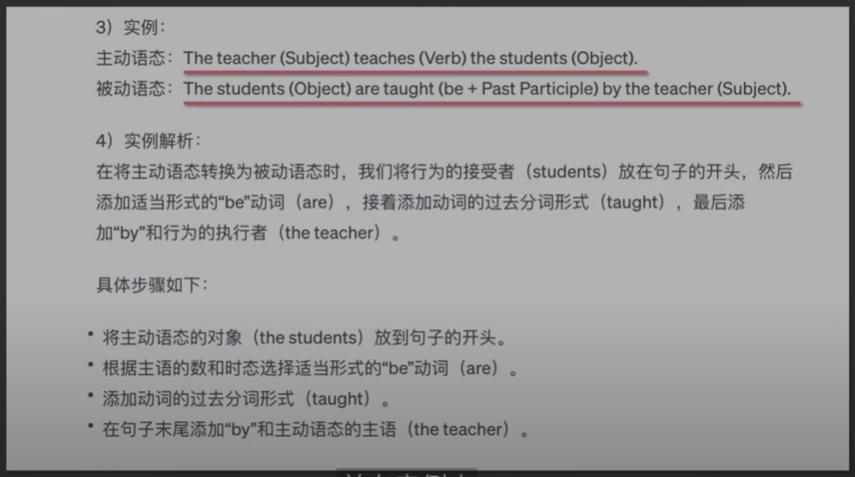 3）实例：
主动语态：The teacher (Subject) teaches (Verb) the students (Object).
被动语态：The students (Object) are taught (be + Past Participle) by the teacher (Subject).
4）实例解析：
在将主动语态转换为被动语态时，我们将行为的接受者（students）放在句子的开头，然后
添加适当形式的“be”动词（are），接着添加动词的过去分词形式（taught），最后添
加“by”和行为的执行者（the teacher）。
具体步骤如下：
• 将主动语态的对象（the students）放到句子的开头。
• 根据主语的数和时态选择适当形式的“be”动词（are）。
• 添加动词的过去分词形式（taught）。
• 在句子末尾添加“by”和主动语态的主语（the teacher）。